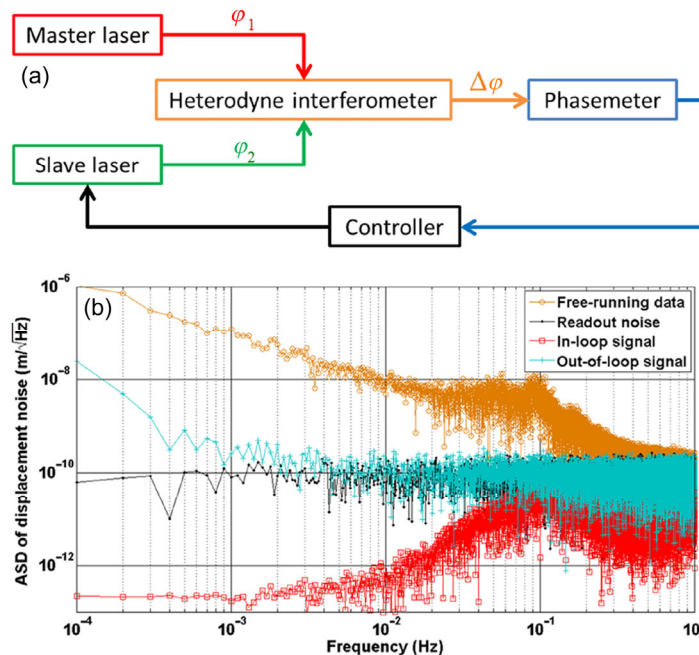 Master laser
φ₁
(a)
Heterodyne interferometer
Δφ
Phasemeter
φ₂
Slave laser
Controller
(b)
10⁻⁶
10⁻⁸
10⁻¹⁰
10⁻¹²
ASD of displacement noise (m/√Hz)
Free-running data
Readout noise
In-loop signal
Out-of-loop signal
10⁻⁴
10⁻³
10⁻²
10⁻¹
Frequency (Hz)